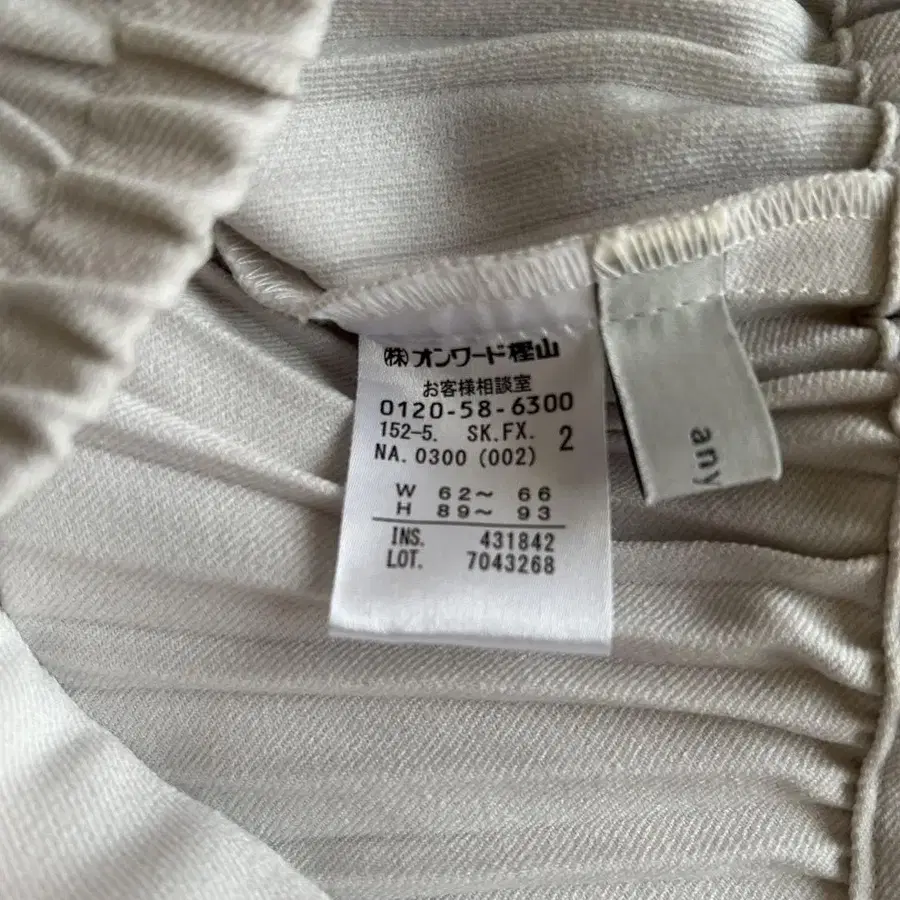 (株)オンワード樫山
お客様相談室
0120-58-6300
152-5. SK.FX. 2
NA. 0300 (002)
W 62～ 66
H 89～ 93
INS. 431842
LOT. 7043268
any